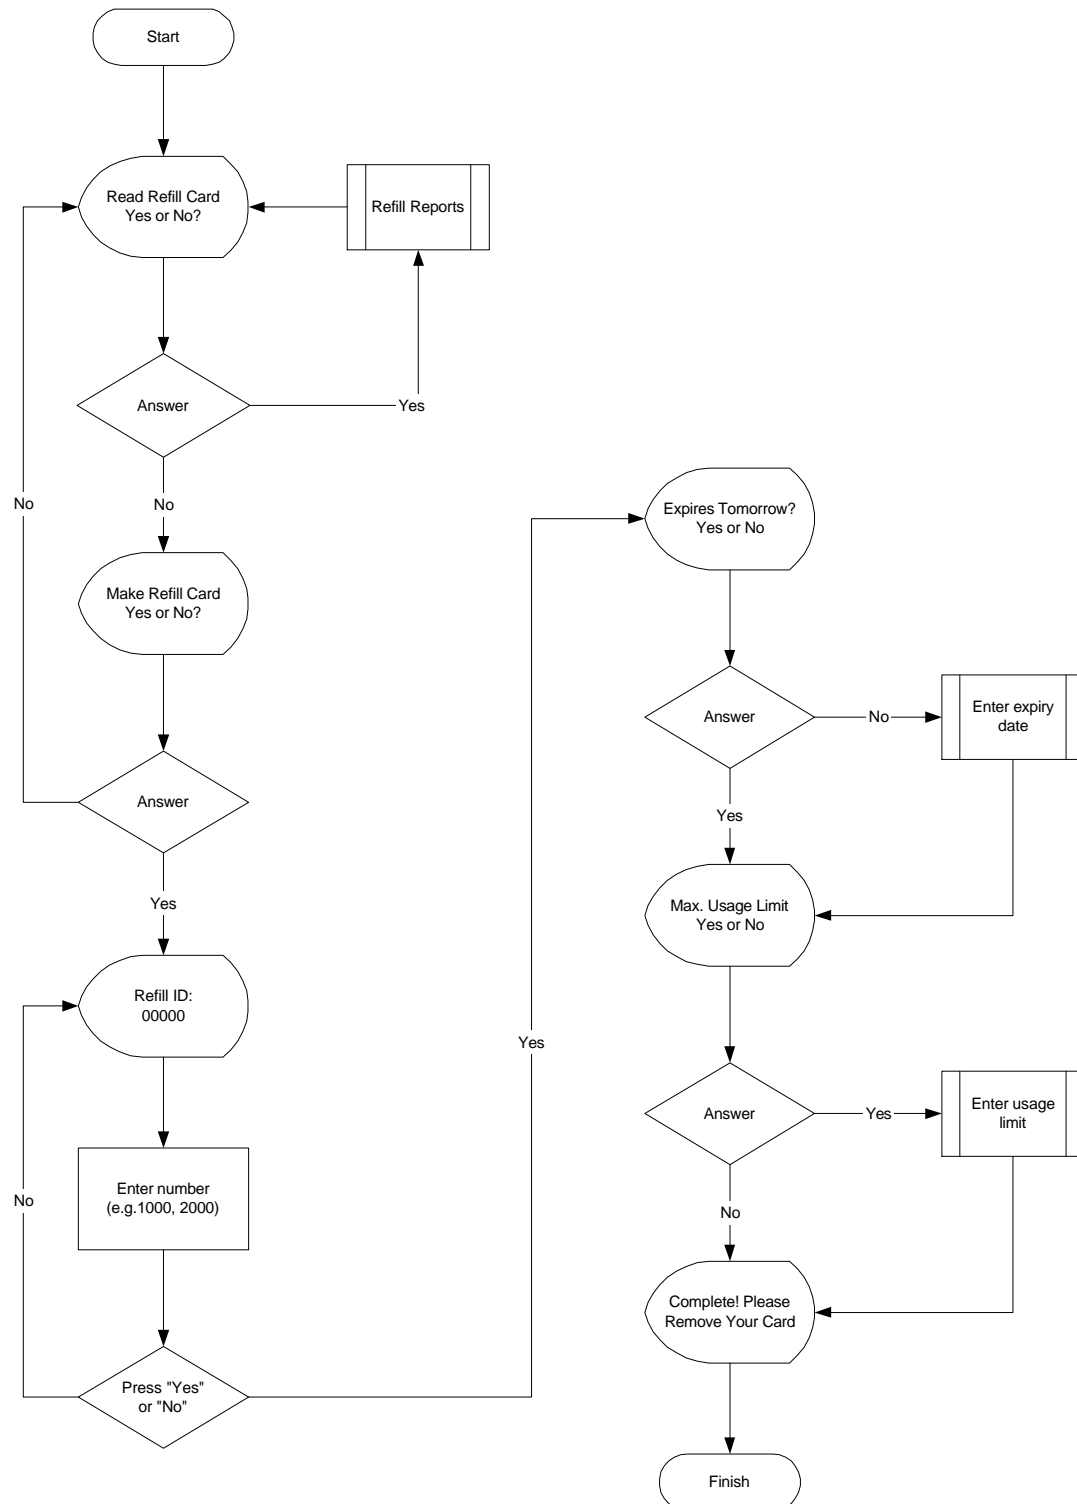 Start
Read Refill Card
Yes or No?
Refill Reports
Answer
Yes
No
No
Make Refill Card
Yes or No?
Answer
Yes
Refill ID:
00000
No
Enter number
(e.g.1000, 2000)
Press "Yes"
or "No"
Yes
Expires Tomorrow?
Yes or No
Answer
No
Enter expiry
date
Yes
Max. Usage Limit
Yes or No
Answer
Yes
Enter usage
limit
No
Complete! Please
Remove Your Card
Finish